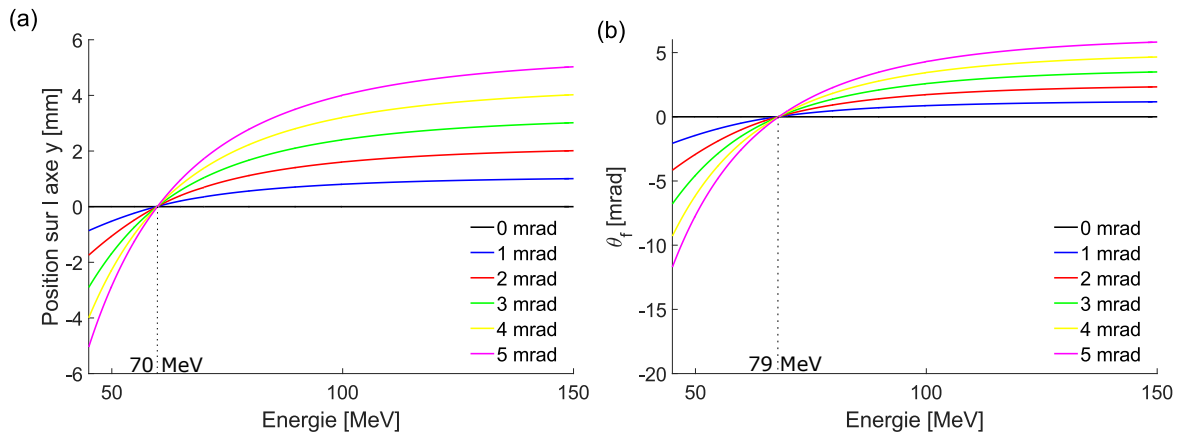 (a)
Position sur l axe y [mm]
6
4
2
0
-2
-4
-6
50
100
150
Energie [MeV]
70 MeV
0 mrad
1 mrad
2 mrad
3 mrad
4 mrad
5 mrad
(b)
θ_f [mrad]
5
0
-5
-10
-15
-20
50
100
150
Energie [MeV]
79 MeV
0 mrad
1 mrad
2 mrad
3 mrad
4 mrad
5 mrad